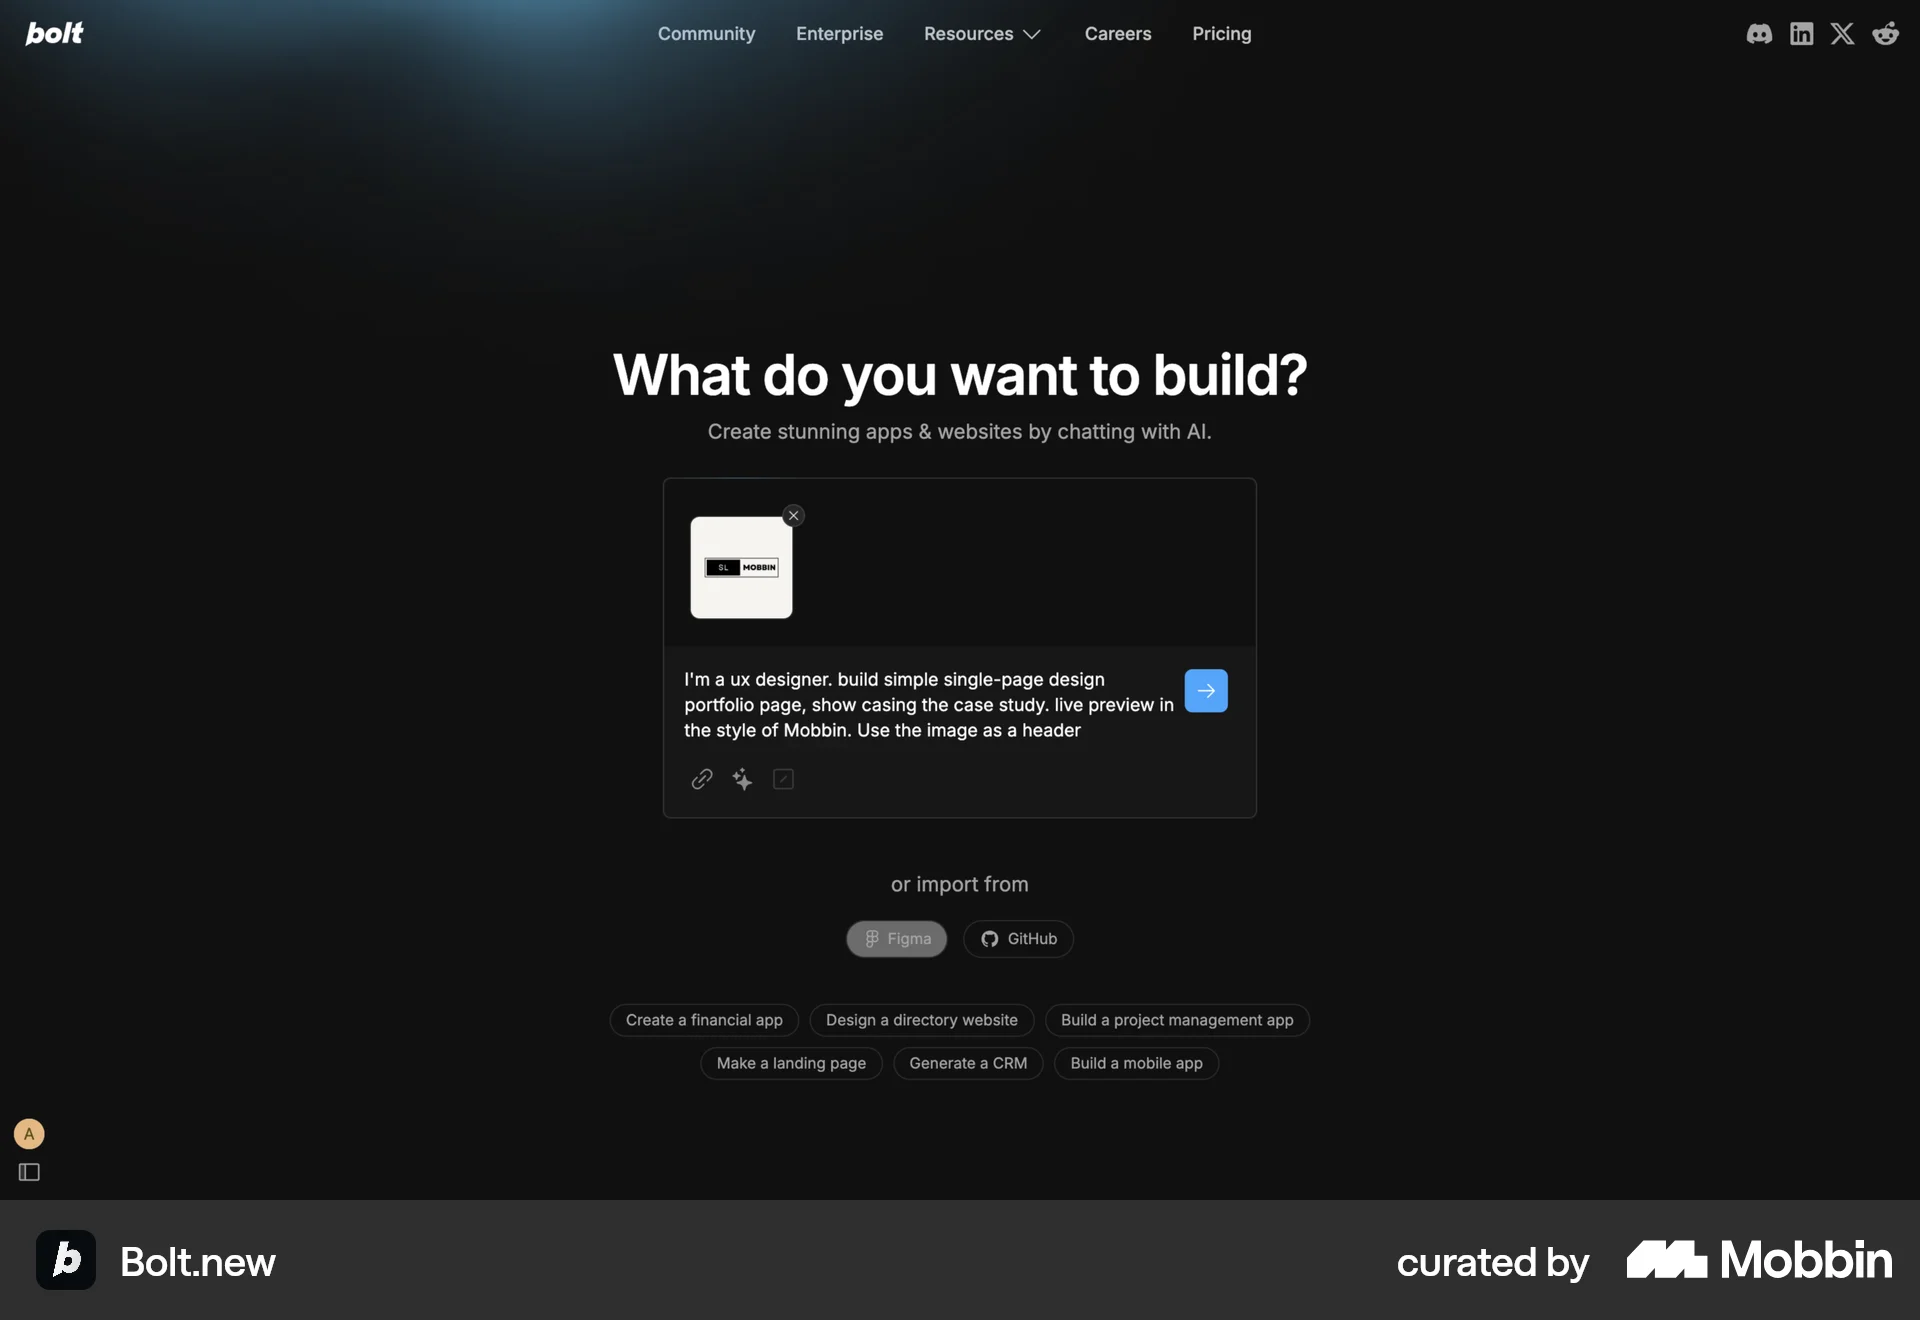 bolt
Community Enterprise Resources Careers Pricing
What do you want to build?
Create stunning apps & websites by chatting with AI.
SL MOBBIN
I'm a ux designer. build simple single-page design
portfolio page, show casing the case study. live preview in
the style of Mobbin. Use the image as a header
or import from
Figma GitHub
Create a financial app Design a directory website Build a project management app
Make a landing page Generate a CRM Build a mobile app
A
b Bolt.new curated by Mobbin